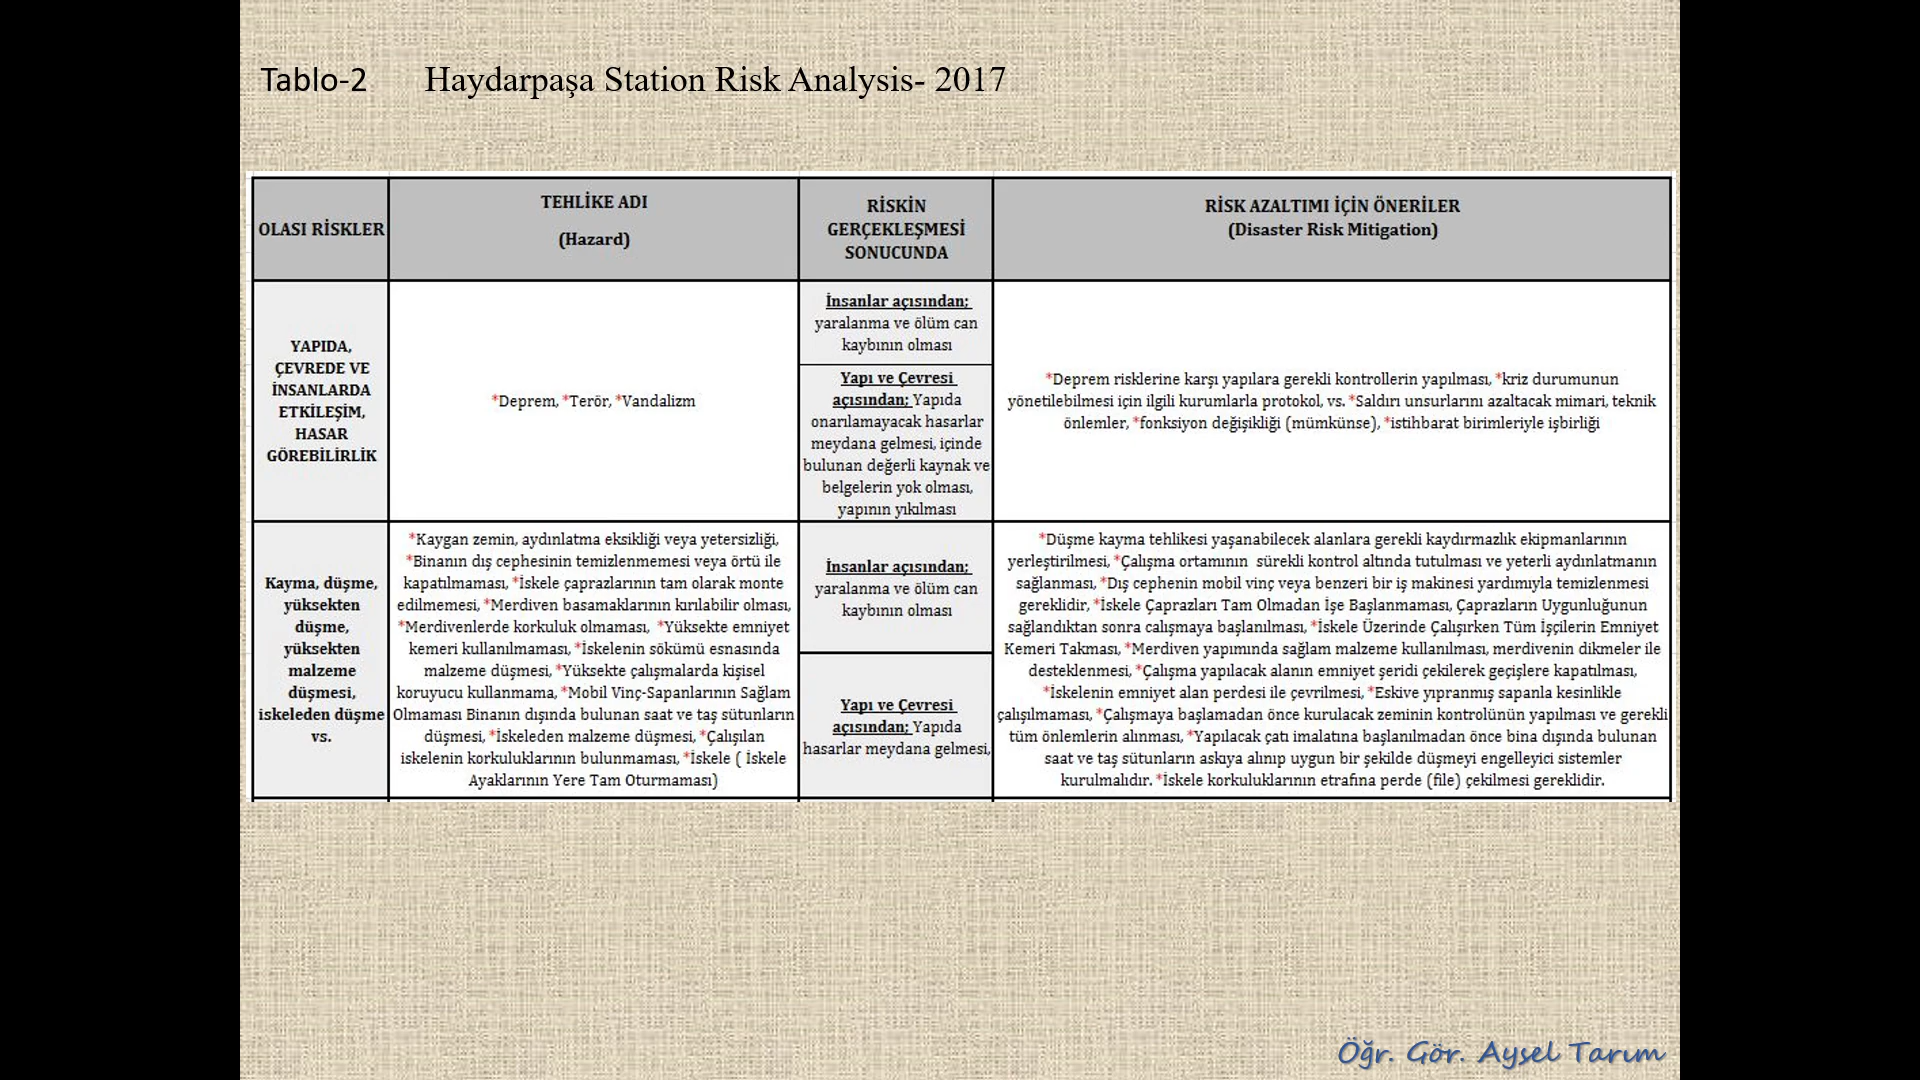 Tablo-2 Haydarpaşa Station Risk Analysis- 2017
OLASI RİSKLER
TEHLİKE ADI
(Hazard)
RİSKİN
GERÇEKLEŞMESİ
SONUCUNDA
RİSK AZALTIMI İÇİN ÖNERİLER
(Disaster Risk Mitigation)
YAPIDA,
ÇEVREDE VE
İNSANLARDA
ETKİLEŞİM,
HASAR
GÖREBİLİRLİK
*Deprem, *Terör, *Vandalizm
İnsanlar açısından;
yaralanma ve ölüm can
kaybının olması
Yapı ve Çevresi
açısından; Yapıda
onarılamayacak hasarlar
meydana gelmesi, içinde
bulunan değerli kaynak ve
belgelerin yok olması,
yapının yıkılması
*Deprem risklerine karşı yapılara gerekli kontrollerin yapılması, *kriz durumunun
yönetilebilmesi için ilgili kurumlarla protokol, vs. *Saldırı unsurlarını azaltacak mimari, teknik
önlemler, *fonksiyon değişikliği (mümkünse), *istihbarat birimleriyle işbirliği
Kayma, düşme,
yüksekten
düşme,
yüksekten
malzeme
düşmesi,
iskeleden düşme
vs.
*Kaygan zemin, aydınlatma eksikliği veya yetersizliği,
*Binanın dış cephesinin temizlenmemesi veya örtü ile
kapatılmaması, *İskele çaprazlarının tam olarak monte
edilmemesi, *Merdiven basamaklarının kırılabilir olması,
*Merdivenlerde korkuluk olmaması, *Yüksekte emniyet
kemeri kullanılmaması, *İskelenin sökümü esnasında
malzeme düşmesi, *Yüksekte çalışmalarda kişisel
koruyucu kullanmama, *Mobil Vinç-Sapanlarının Sağlam
Olmaması Binanın dışında bulunan saat ve taş sütunların
düşmesi, *İskeleden malzeme düşmesi, *Çalışılan
iskelenin korkuluklarının bulunmaması, *İskele ( İskele
Ayaklarının Yere Tam Oturmaması)
İnsanlar açısından;
yaralanma ve ölüm can
kaybının olması
Yapı ve Çevresi
açısından; Yapıda
hasarlar meydana gelmesi,
*Düşme kayma tehlikesi yaşanabilecek alanlara gerekli kaydırmazlık ekipmanlarının
yerleştirilmesi, *Çalışma ortamının sürekli kontrol altında tutulması ve yeterli aydınlatmanın
sağlanması, *Dış cephenin mobil vinç veya benzeri bir iş makinesi yardımıyla temizlenmesi
gereklidir, *İskele Çaprazları Tam Olmadan İşe Başlanmaması, Çaprazların Uygunluğunun
sağlandıktan sonra calışmaya başlanılması, *İskele Üzerinde Çalışırken Tüm İşçilerin Emniyet
Kemeri Takması, *Merdiven yapımında sağlam malzeme kullanılması, merdivenin dikmeler ile
desteklenmesi, *Çalışma yapılacak alanın emniyet şeridi çekilerek geçişlere kapatılması,
*İskelenin emniyet alan perdesi ile çevrilmesi, *Eskive yıpranmış sapanla kesinlikle
çalışılmaması, *Çalışmaya başlamadan önce kurulacak zeminin kontrolünün yapılması ve gerekli
tüm önlemlerin alınması, *Yapılacak çatı imalatına başlanılmadan önce bina dışında bulunan
saat ve taş sütunların askıya alınıp uygun bir şekilde düşmeyi engelleyici sistemler
kurulmalıdır. *İskele korkuluklarının etrafına perde (file) çekilmesi gereklidir.
Öğr. Gör. Aysel Tarım